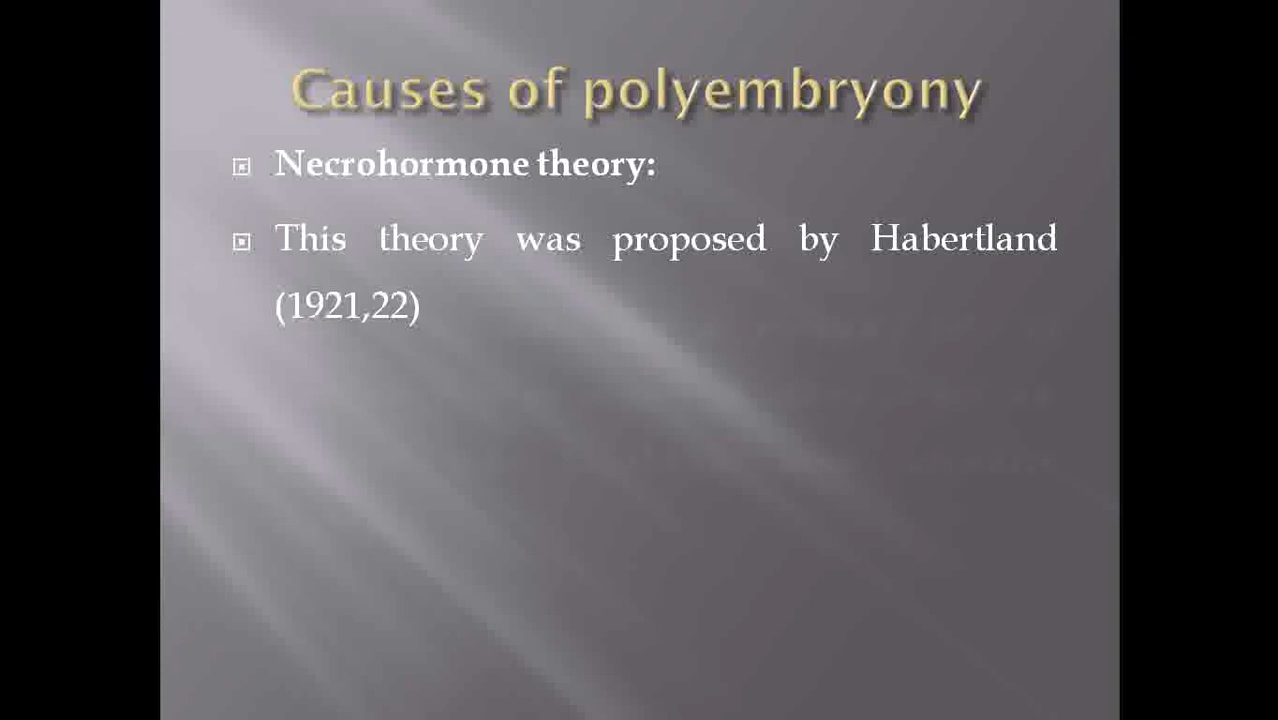 Causes of polyembryony
Necrohormone theory:
This theory was proposed by Habertland
(1921,22)